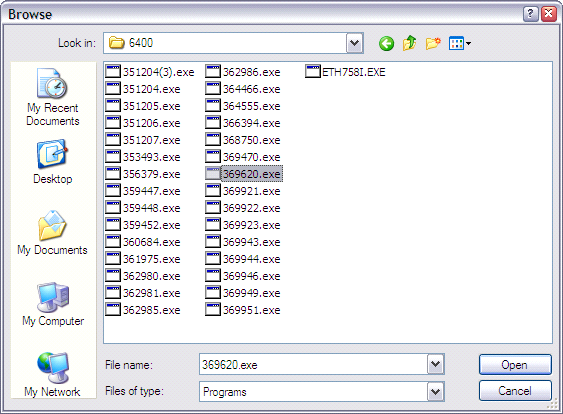 Browse
Look in: 6400
My Recent
Documents
Desktop
My Documents
My Computer
My Network
351204(3).exe
351204.exe
351205.exe
351206.exe
351207.exe
353493.exe
356379.exe
359447.exe
359448.exe
359452.exe
360684.exe
361975.exe
362980.exe
362981.exe
362985.exe
362986.exe
364466.exe
364555.exe
366394.exe
368750.exe
369470.exe
369620.exe
369921.exe
369922.exe
369923.exe
369943.exe
369944.exe
369946.exe
369949.exe
369951.exe
ETH758I.EXE
File name: 369620.exe Open
Files of type: Programs Cancel